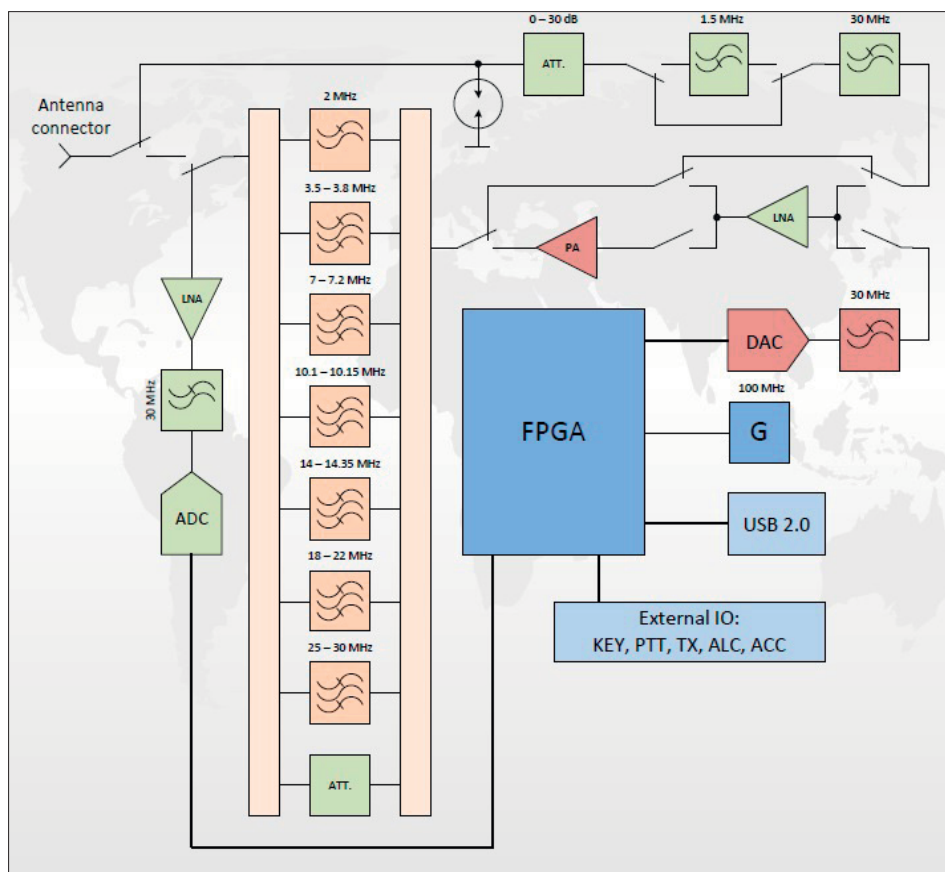 0 – 30 dB
1.5 MHz
30 MHz
ATT.
Antenna
connector
2 MHz
3.5 – 3.8 MHz
LNA
PA
7 – 7.2 MHz
LNA
30 MHz
DAC
10.1 – 10.15 MHz
30 MHz
100 MHz
FPGA
G
14 – 14.35 MHz
ADC
USB 2.0
18 – 22 MHz
External IO:
KEY, PTT, TX, ALC, ACC
25 – 30 MHz
ATT.